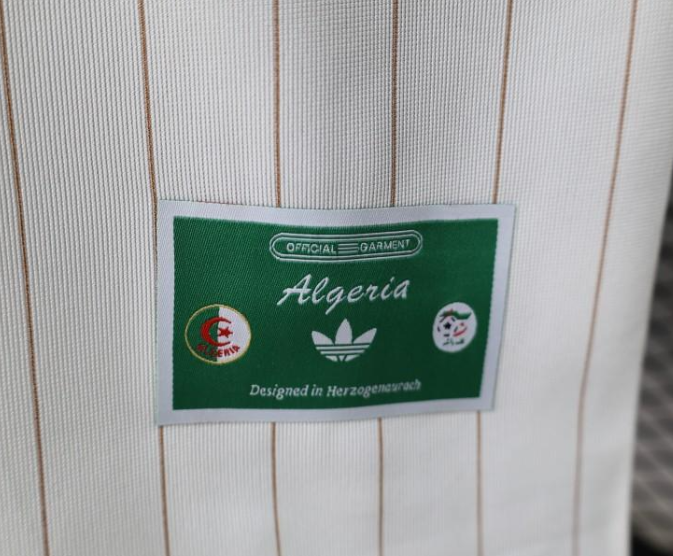 OFFICIAL GARMENT
Algeria
ALGERIA
Designed in Herzogenaurach